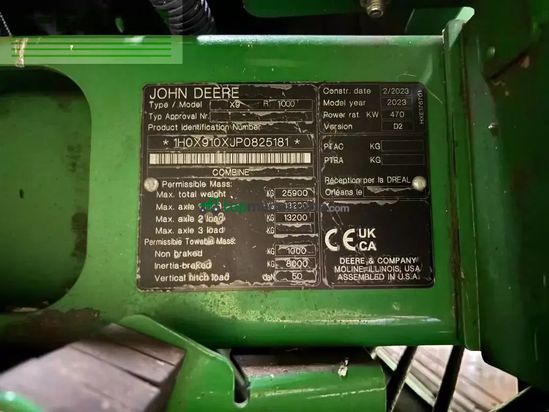 JOHN DEERE
Type / Model X9 R 1000
Typ Approval Nr
Product Identification Number
* 1H0X910XJP0825181 *
COMBINE
Permissible Mass:
Max. total weight KG 25900
Max. axle load KG 13200
Max. axle 2 load KG 13200
Max. axle 3 load KG
Permissible Towable Mass:
Non braked KG 1000
Inertia-braked KG 8000
Vertical hitch load daN 50
Constr. date 2/2023
Model year 2023
Power rat. KW 470
Version D2
PTAC KG
PTRA KG
Réception par la DREAL
Orléans le
CE UK
CA
DEERE & COMPANY
MOLINE, ILLINOIS, USA
ASSEMBLED IN U.S.A.